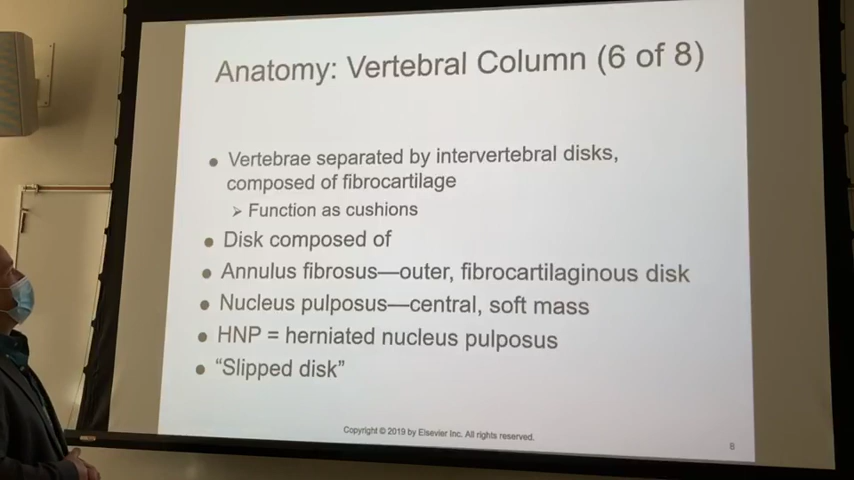 Anatomy: Vertebral Column (6 of 8)
• Vertebrae separated by intervertebral disks,
composed of fibrocartilage
➢ Function as cushions
• Disk composed of
• Annulus fibrosus—outer, fibrocartilaginous disk
• Nucleus pulposus—central, soft mass
• HNP = herniated nucleus pulposus
• “Slipped disk”
Copyright © 2019 by Elsevier Inc. All rights reserved.
8